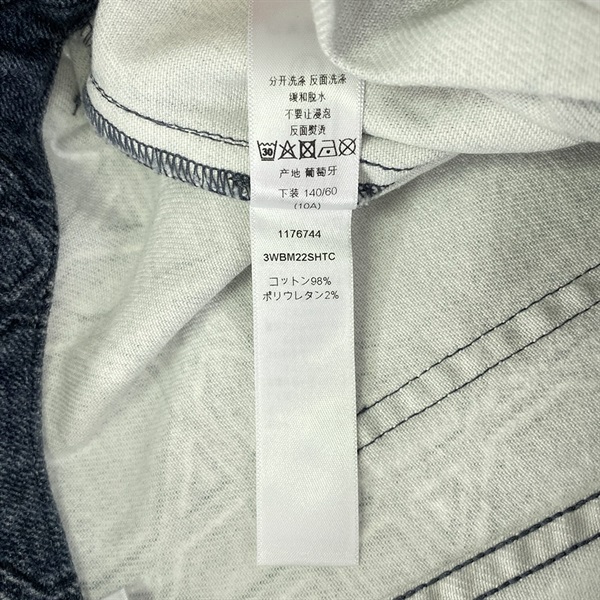 分开洗涤 反面洗涤
缓和脱水
不要让浸泡
反面熨烫
30
产地 葡萄牙
下装 140/60
(10A)
1176744
3WBM22SHTC
コットン98%
ポリウレタン2%